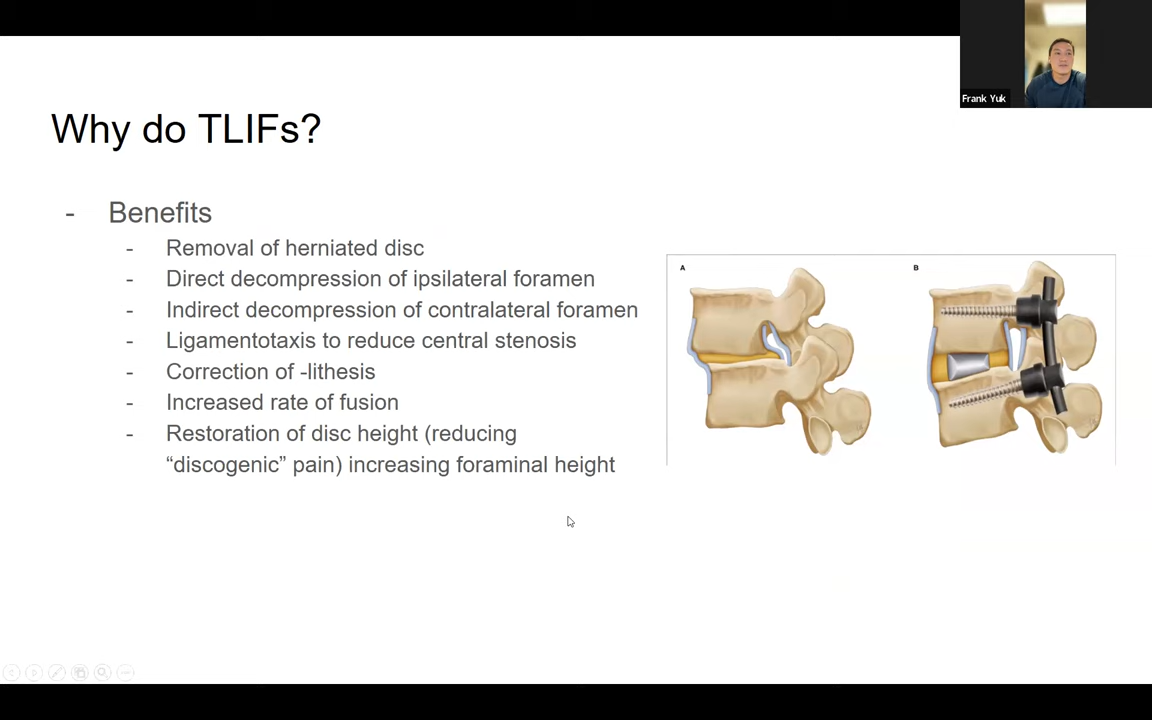 Frank Yuk
Why do TLIFs?
- Benefits
- Removal of herniated disc
- Direct decompression of ipsilateral foramen
- Indirect decompression of contralateral foramen
- Ligamentotaxis to reduce central stenosis
- Correction of -lithesis
- Increased rate of fusion
- Restoration of disc height (reducing
“discogenic” pain) increasing foraminal height
A
B